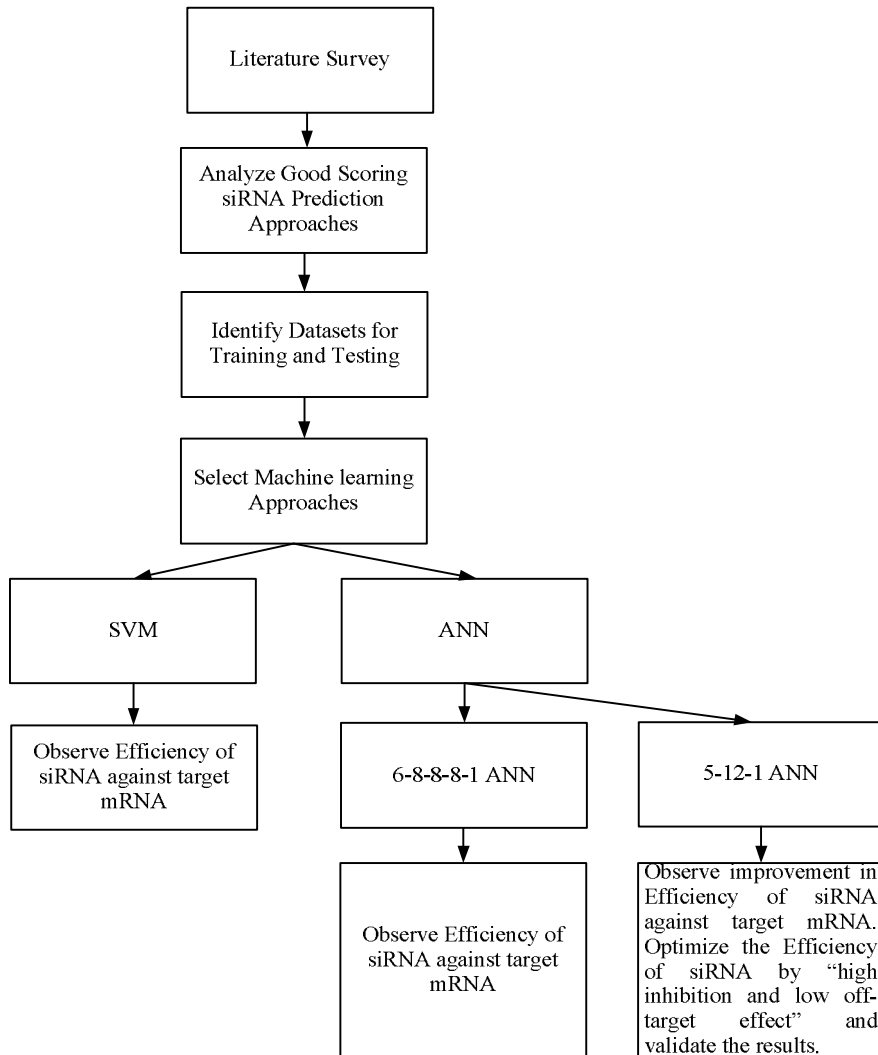 Literature Survey
Analyze Good Scoring
siRNA Prediction
Approaches
Identify Datasets for
Training and Testing
Select Machine learning
Approaches
SVM
ANN
Observe Efficiency of
siRNA against target
mRNA
6-8-8-8-1 ANN
5-12-1 ANN
Observe Efficiency of
siRNA against target
mRNA
Observe improvement in
Efficiency of siRNA
against target mRNA.
Optimize the Efficiency
of siRNA by “high
inhibition and low off-
target effect” and
validate the results.